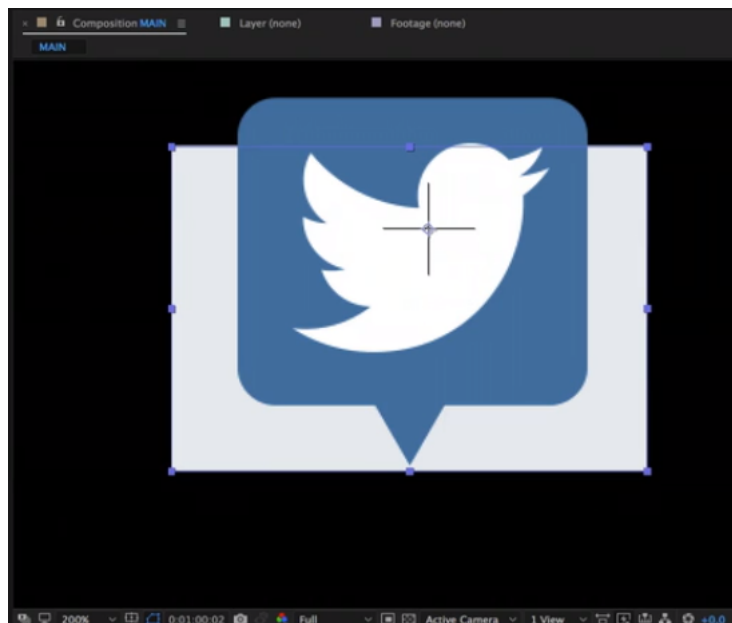 × Composition MAIN ≡ Layer (none) Footage (none)
MAIN
200% 0:01:00:02 Full Active Camera 1 View +0.0